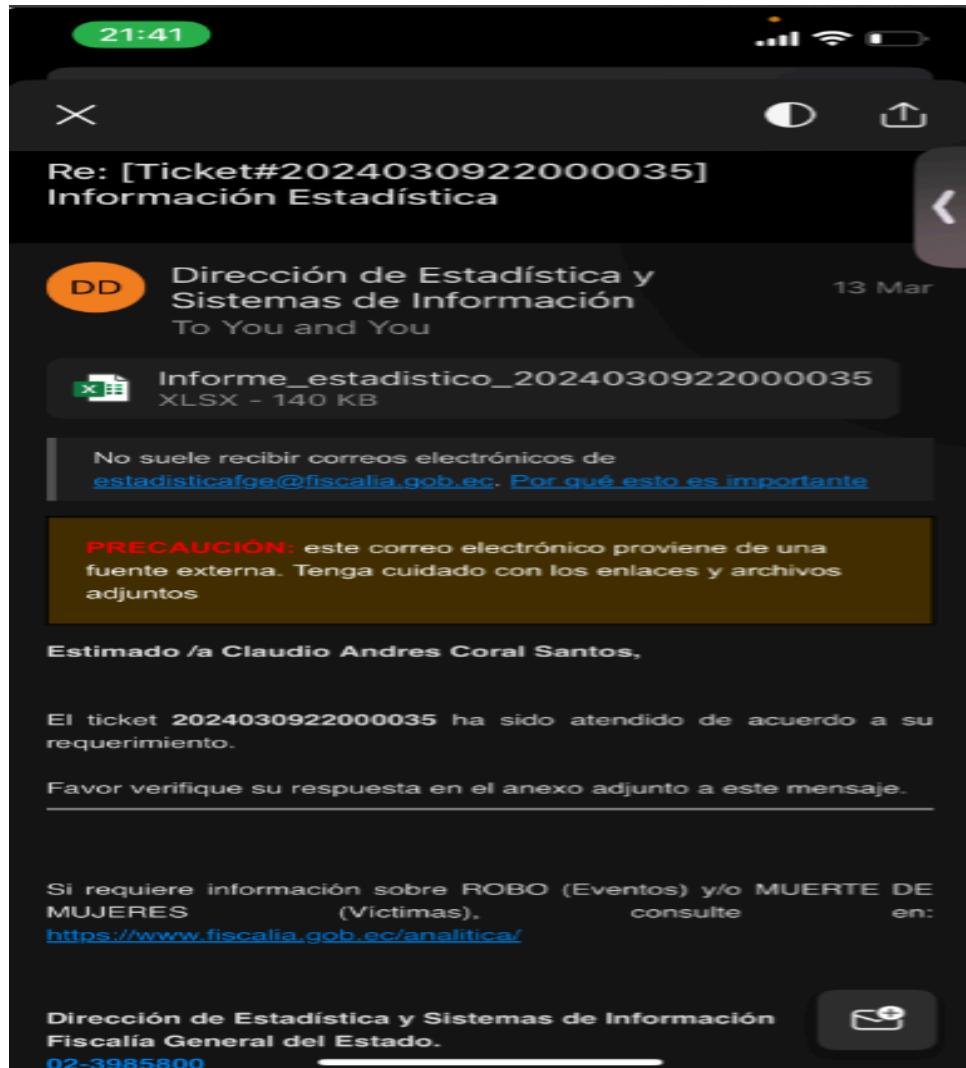 21:41
Re: [Ticket#2024030922000035]
Información Estadística
DD
Dirección de Estadística y
Sistemas de Información
13 Mar
To You and You
Informe_estadistico_2024030922000035
XLSX - 140 KB
No suele recibir correos electrónicos de
estadisticafge@fiscalia.gob.ec. Por qué esto es importante
PRECAUCIÓN: este correo electrónico proviene de una
fuente externa. Tenga cuidado con los enlaces y archivos
adjuntos
Estimado /a Claudio Andres Coral Santos,
El ticket 2024030922000035 ha sido atendido de acuerdo a su
requerimiento.
Favor verifique su respuesta en el anexo adjunto a este mensaje.
Si requiere información sobre ROBO (Eventos) y/o MUERTE DE
MUJERES (Víctimas), consulte en:
https://www.fiscalia.gob.ec/analitica/
Dirección de Estadística y Sistemas de Información
Fiscalía General del Estado.
02-3985800